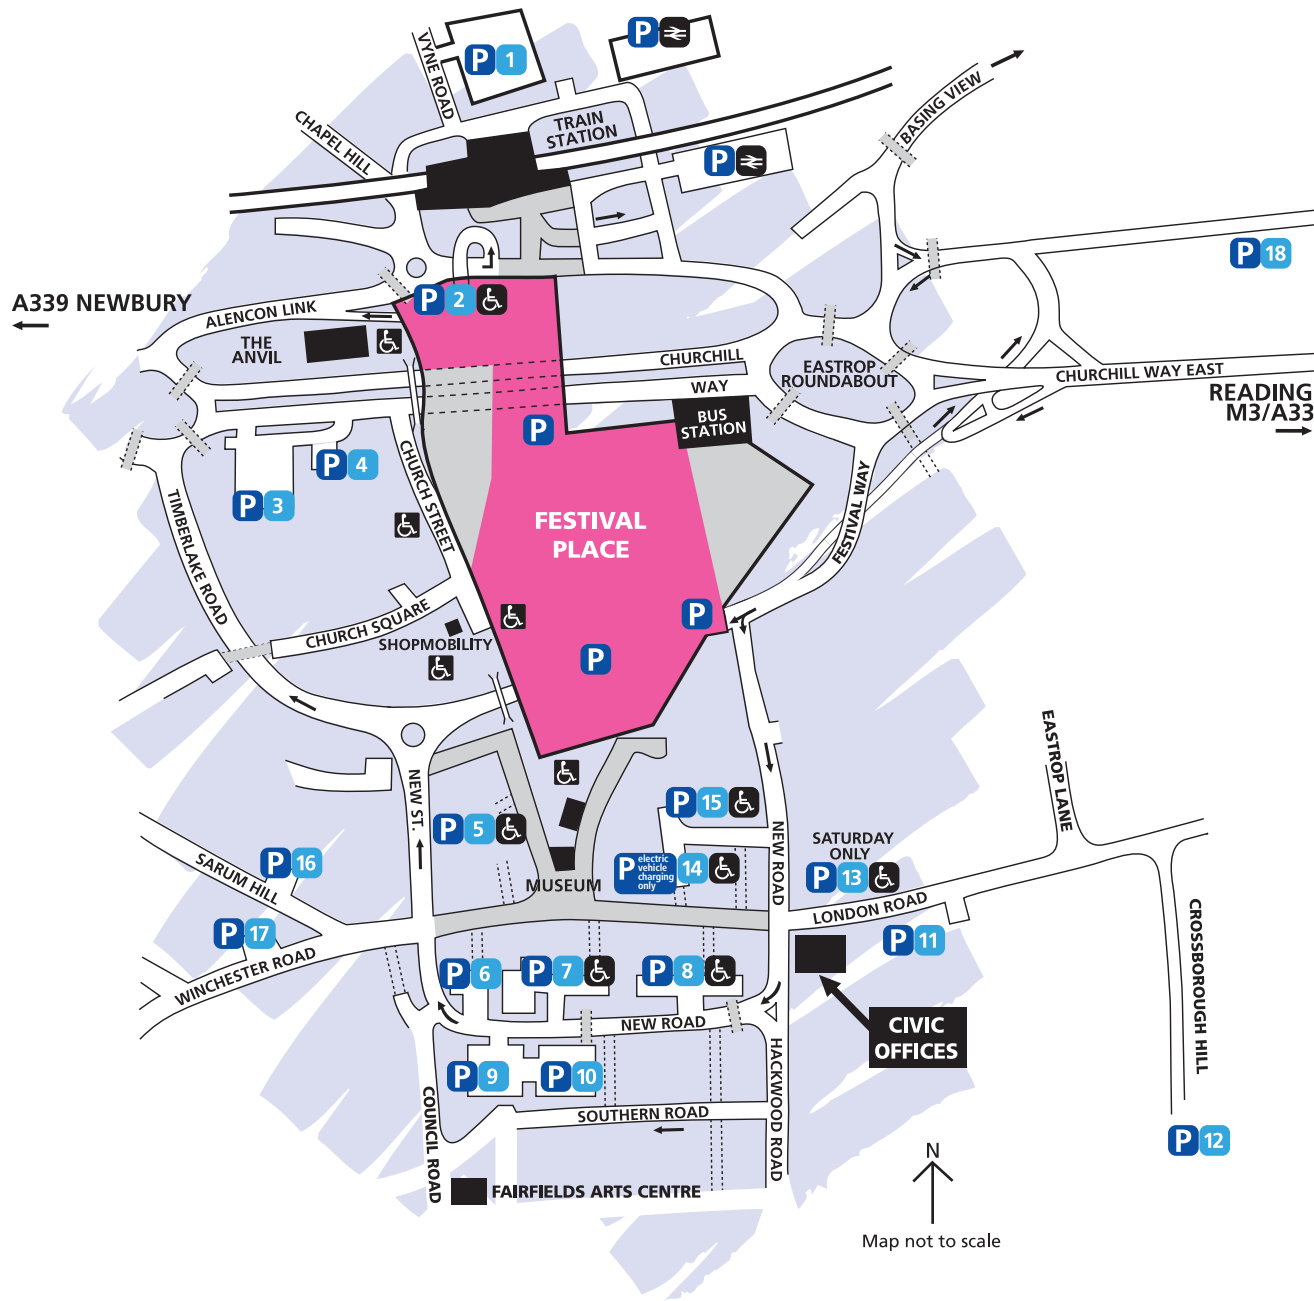 VYNE ROAD
P 1
P
CHAPEL HILL
TRAIN
STATION
P
BASING VIEW
P 18
A339 NEWBURY
ALENCON LINK
P 2
THE
ANVIL
CHURCHILL
WAY
EASTROP
ROUNDABOUT
CHURCHILL WAY EAST
READING
M3/A33
BUS
STATION
P
P 4
P 3
CHURCH STREET
FESTIVAL WAY
FESTIVAL
PLACE
TIMBERLAKE ROAD
CHURCH SQUARE
SHOPMOBILITY
P
P
EASTROP LANE
NEW ST.
P 5
P 15
NEW ROAD
SATURDAY
ONLY
P 13
P electric
vehicle
charging
only 14
MUSEUM
P 16
SARUM HILL
P 17
WINCHESTER ROAD
LONDON ROAD
P 11
CROSSBOROUGH HILL
P 6
P 7
P 8
NEW ROAD
CIVIC
OFFICES
P 9
P 10
HACKWOOD ROAD
COUNCIL ROAD
SOUTHERN ROAD
P 12
FAIRFIELDS ARTS CENTRE
N
Map not to scale